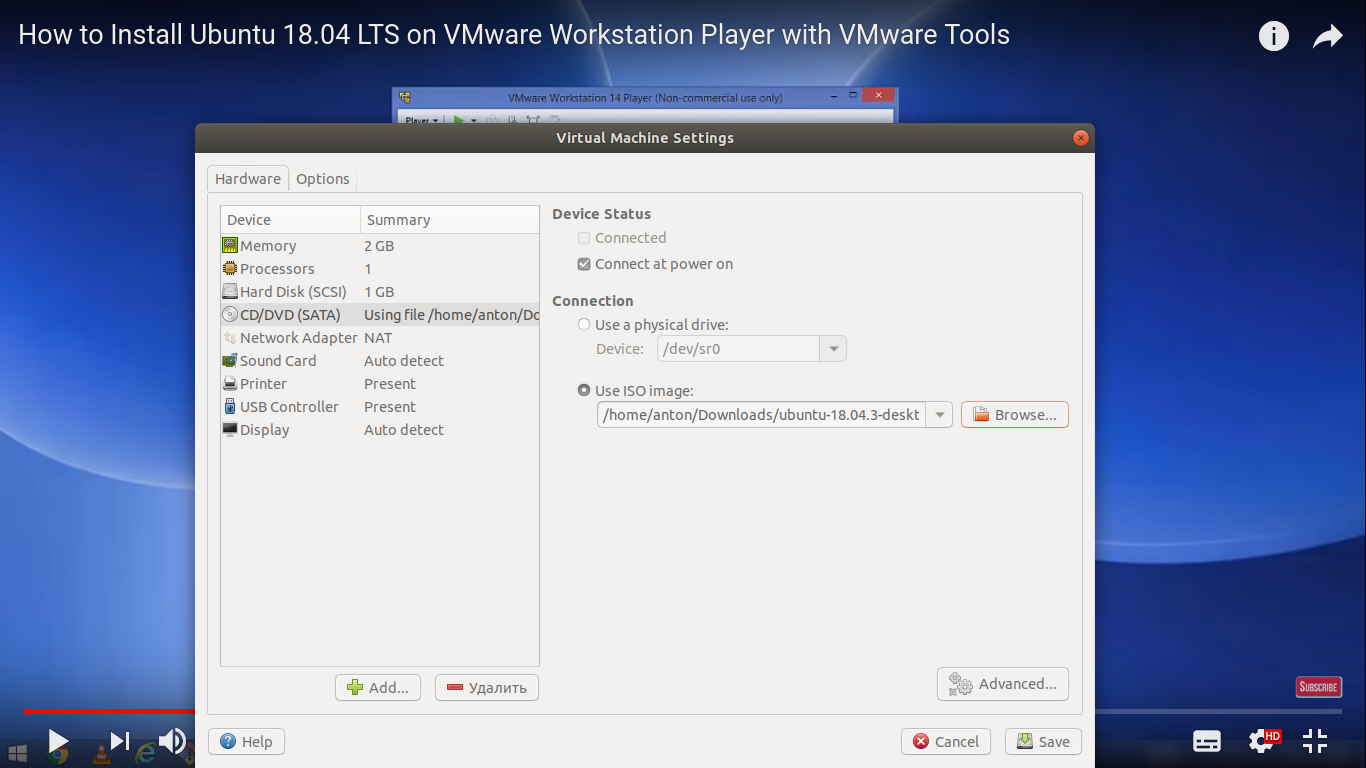 How to Install Ubuntu 18.04 LTS on VMware Workstation Player with VMware Tools
VMware Workstation 14 Player (Non-commercial use only)
Player
Virtual Machine Settings
Hardware Options
Device Summary
Memory 2 GB
Processors 1
Hard Disk (SCSI) 1 GB
CD/DVD (SATA) Using file /home/anton/Do
Network Adapter NAT
Sound Card Auto detect
Printer Present
USB Controller Present
Display Auto detect
Add...
Удалить
Device Status
Connected
Connect at power on
Connection
Use a physical drive:
Device: /dev/sr0
Use ISO image:
/home/anton/Downloads/ubuntu-18.04.3-deskt Browse...
Advanced...
SUBSCRIBE
Help Cancel Save
HD